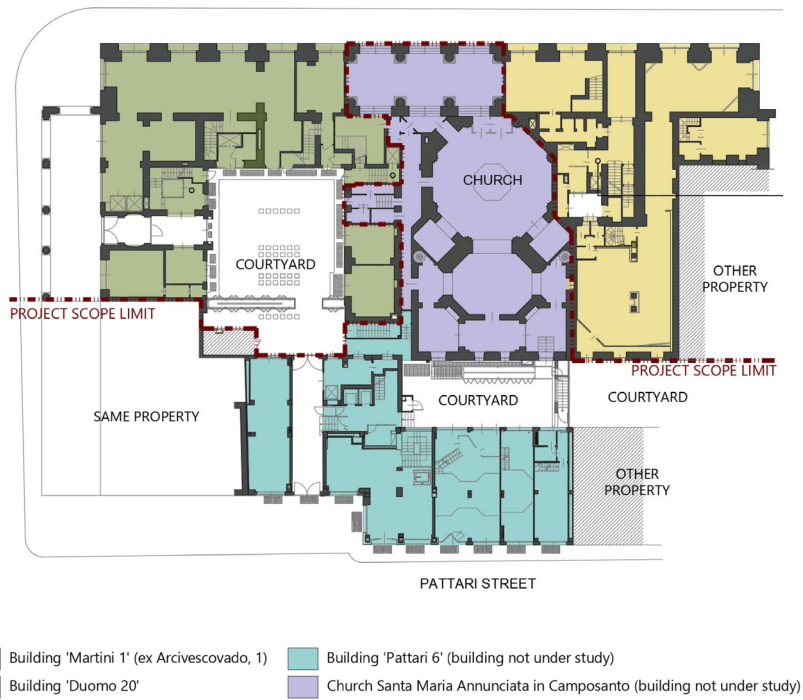 CHURCH
COURTYARD
OTHER
PROPERTY
PROJECT SCOPE LIMIT
PROJECT SCOPE LIMIT
COURTYARD
COURTYARD
SAME PROPERTY
OTHER
PROPERTY
PATTARI STREET
Building 'Martini 1' (ex Arcivescovado, 1)
Building 'Pattari 6' (building not under study)
Building 'Duomo 20'
Church Santa Maria Annunciata in Camposanto (building not under study)